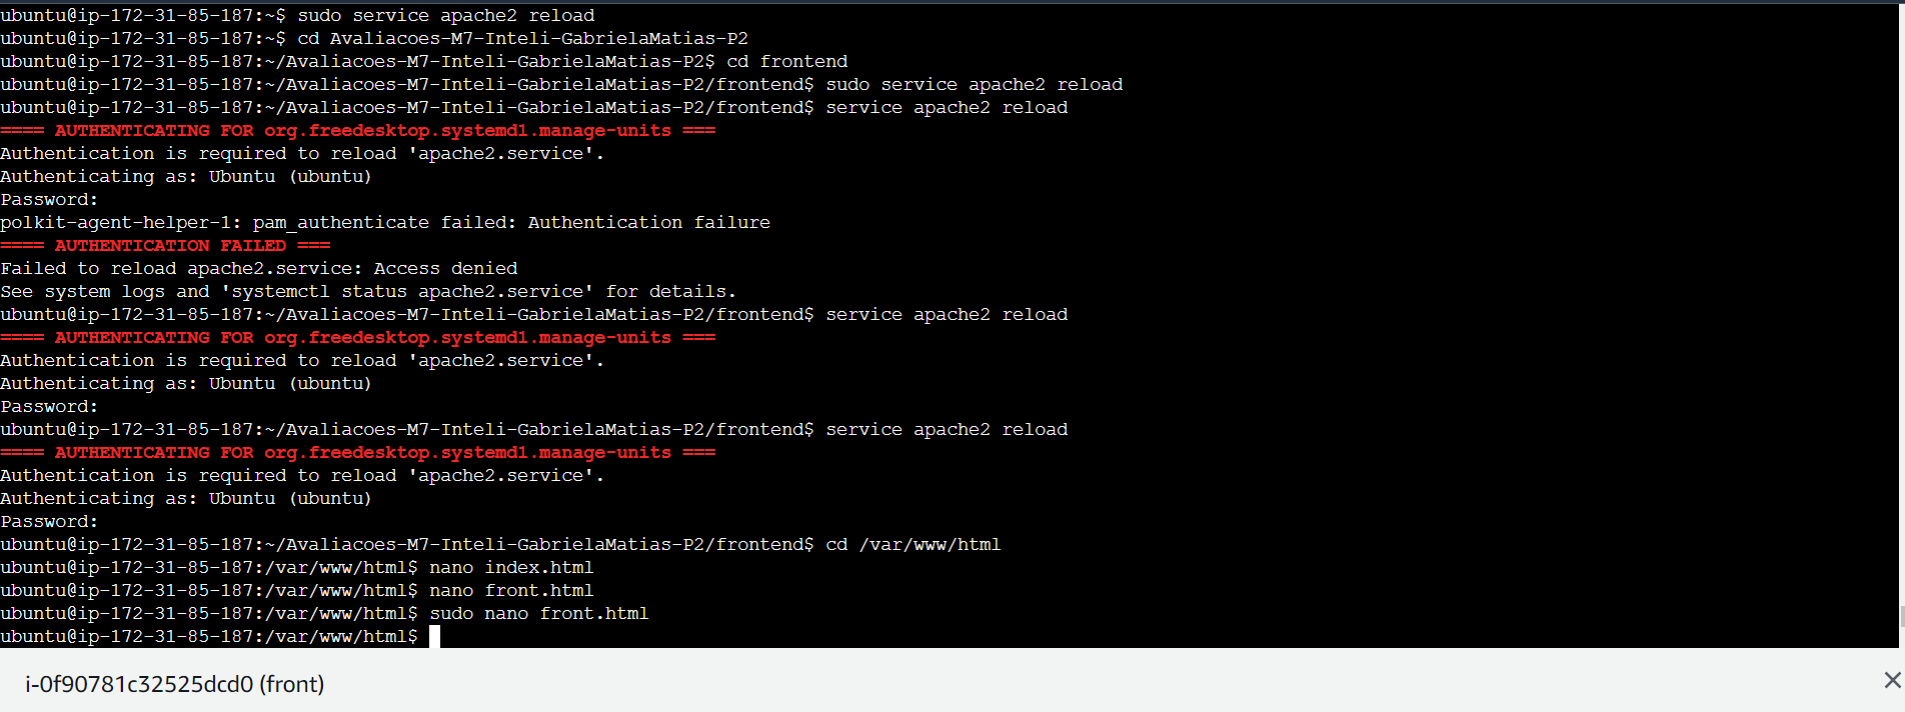 ubuntu@ip-172-31-85-187:~$ sudo service apache2 reload
ubuntu@ip-172-31-85-187:~$ cd Avaliacoes-M7-Inteli-GabrielaMatias-P2
ubuntu@ip-172-31-85-187:~/Avaliacoes-M7-Inteli-GabrielaMatias-P2$ cd frontend
ubuntu@ip-172-31-85-187:~/Avaliacoes-M7-Inteli-GabrielaMatias-P2/frontend$ sudo service apache2 reload
ubuntu@ip-172-31-85-187:~/Avaliacoes-M7-Inteli-GabrielaMatias-P2/frontend$ service apache2 reload
==== AUTHENTICATING FOR org.freedesktop.systemd1.manage-units ===
Authentication is required to reload 'apache2.service'.
Authenticating as: Ubuntu (ubuntu)
Password:
polkit-agent-helper-1: pam_authenticate failed: Authentication failure
==== AUTHENTICATION FAILED ===
Failed to reload apache2.service: Access denied
See system logs and 'systemctl status apache2.service' for details.
ubuntu@ip-172-31-85-187:~/Avaliacoes-M7-Inteli-GabrielaMatias-P2/frontend$ service apache2 reload
==== AUTHENTICATING FOR org.freedesktop.systemd1.manage-units ===
Authentication is required to reload 'apache2.service'.
Authenticating as: Ubuntu (ubuntu)
Password:
ubuntu@ip-172-31-85-187:~/Avaliacoes-M7-Inteli-GabrielaMatias-P2/frontend$ service apache2 reload
==== AUTHENTICATING FOR org.freedesktop.systemd1.manage-units ===
Authentication is required to reload 'apache2.service'.
Authenticating as: Ubuntu (ubuntu)
Password:
ubuntu@ip-172-31-85-187:~/Avaliacoes-M7-Inteli-GabrielaMatias-P2/frontend$ cd /var/www/html
ubuntu@ip-172-31-85-187:/var/www/html$ nano index.html
ubuntu@ip-172-31-85-187:/var/www/html$ nano front.html
ubuntu@ip-172-31-85-187:/var/www/html$ sudo nano front.html
ubuntu@ip-172-31-85-187:/var/www/html$
i-0f90781c32525dcd0 (front)